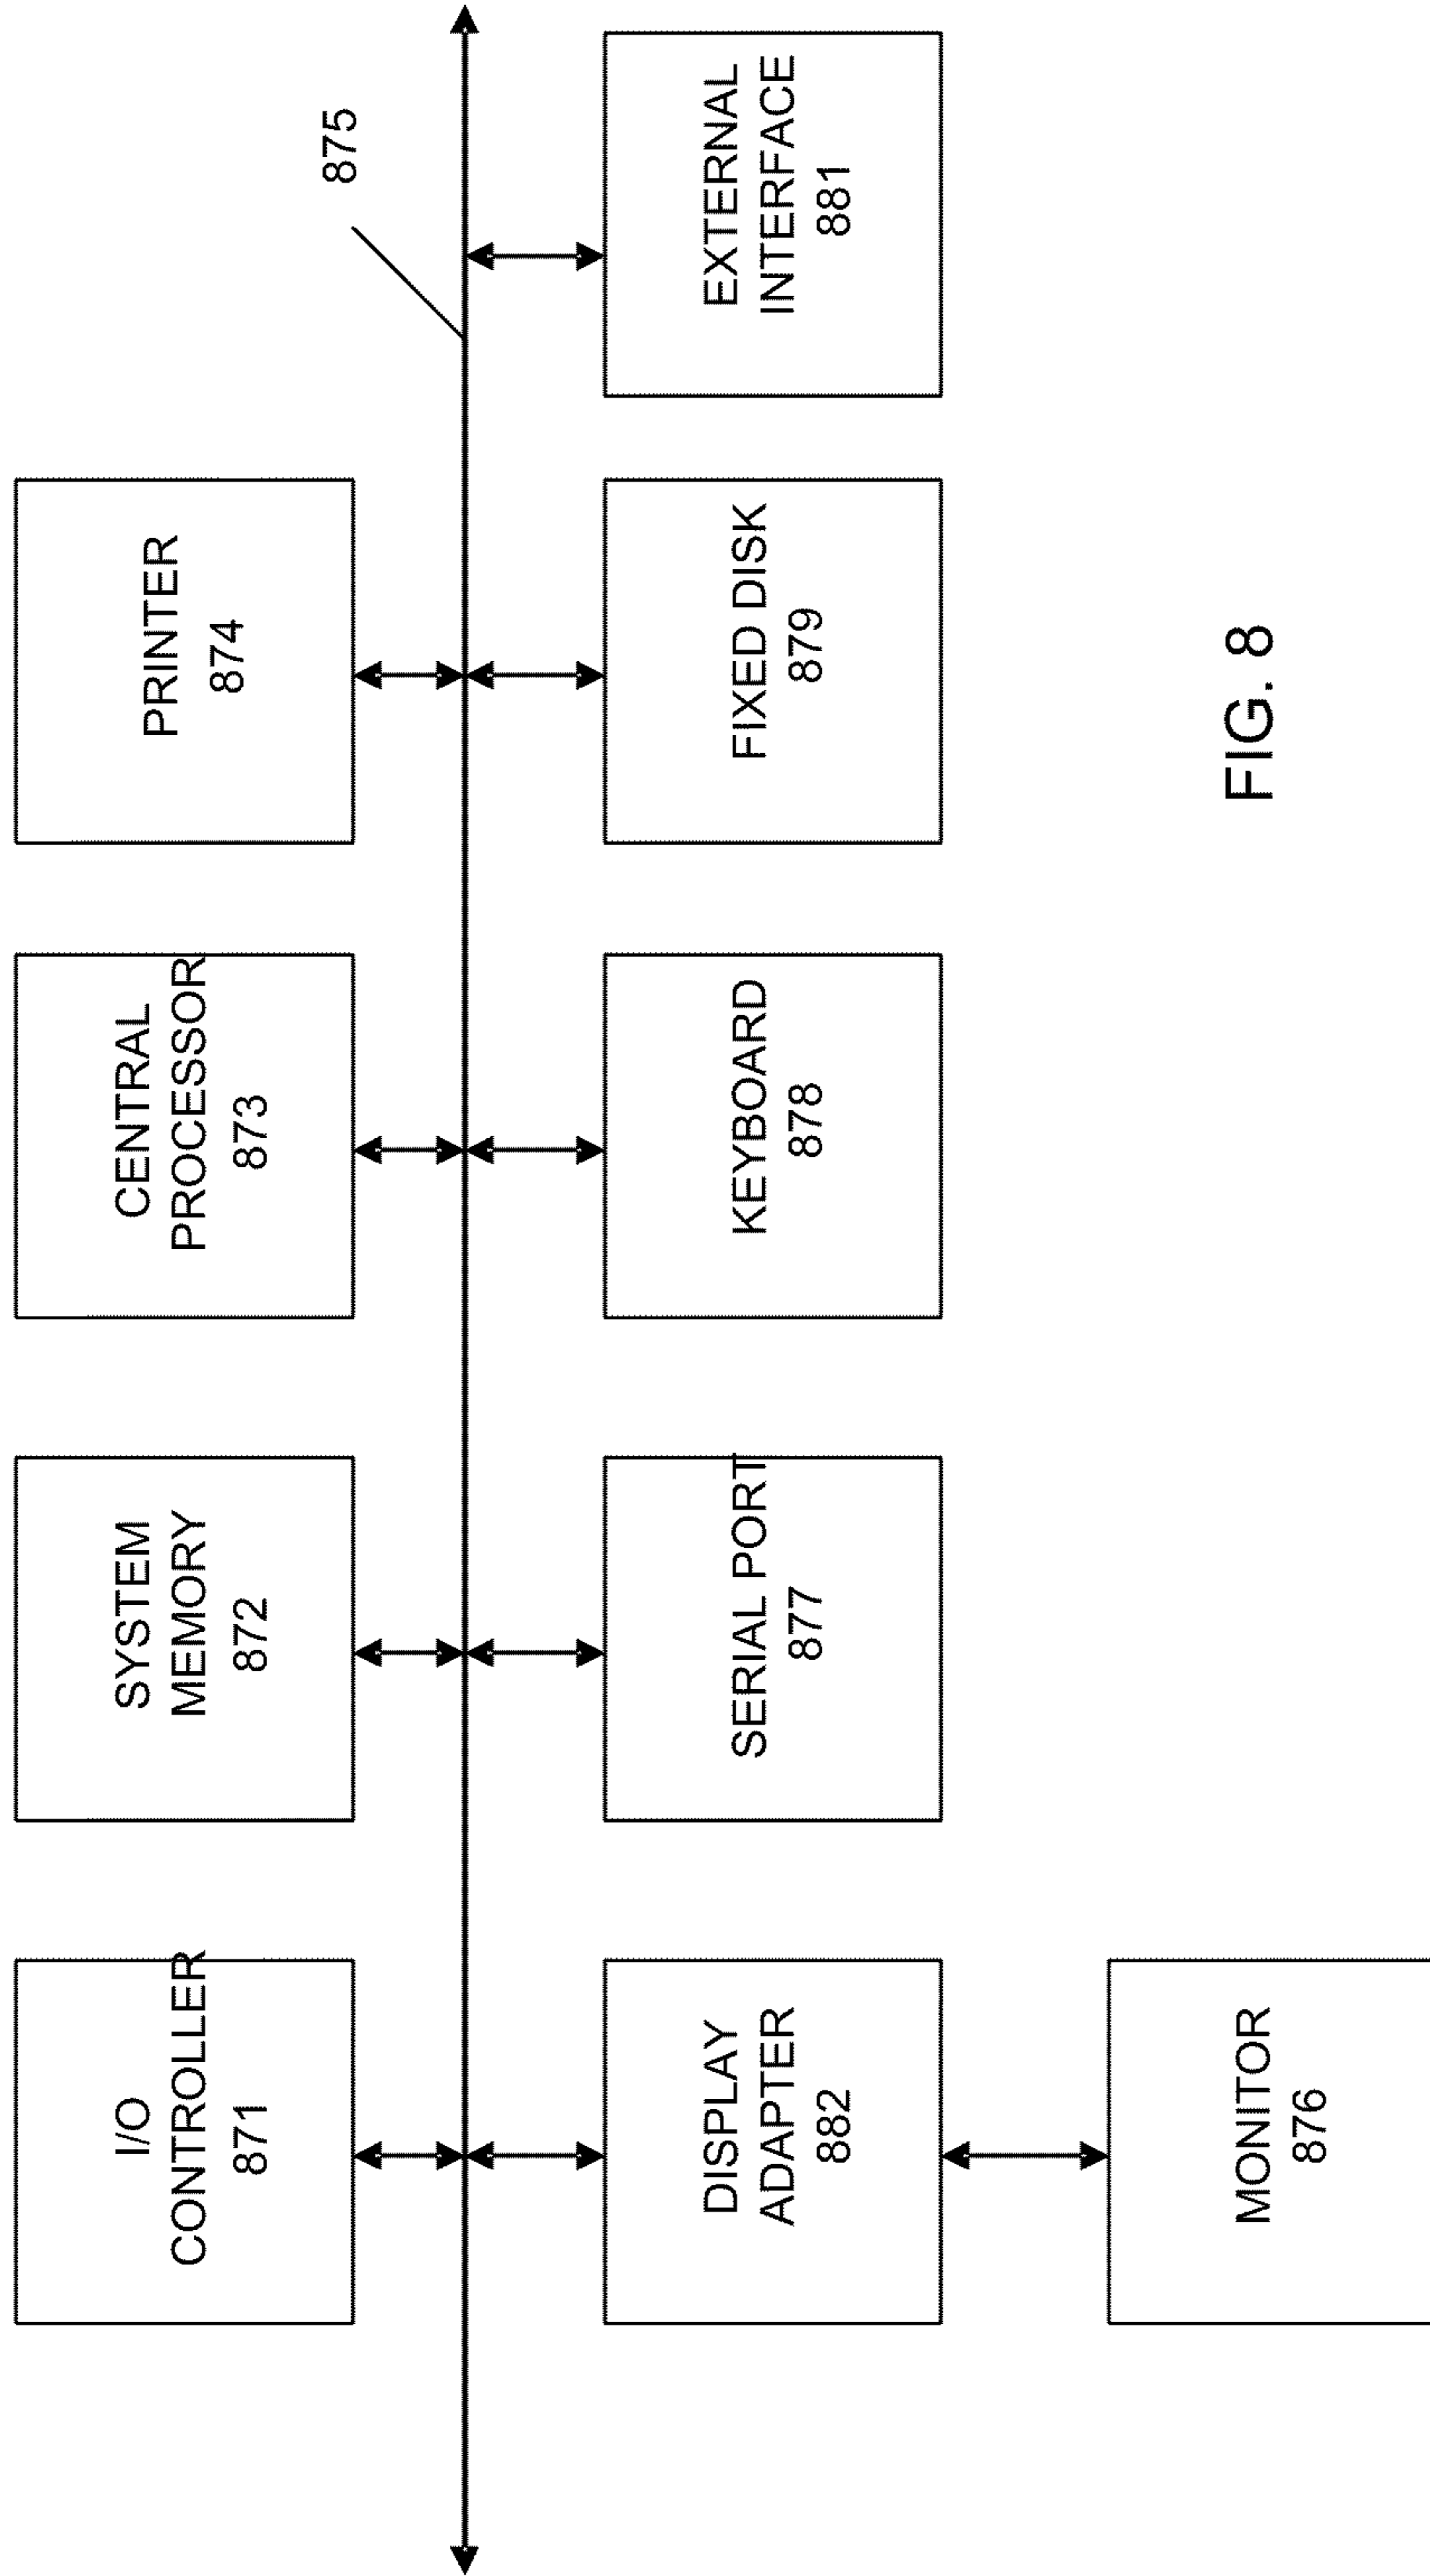 I/O
CONTROLLER
871
SYSTEM
MEMORY
872
CENTRAL
PROCESSOR
873
PRINTER
874
875
DISPLAY
ADAPTER
882
SERIAL PORT
877
KEYBOARD
878
FIXED DISK
879
EXTERNAL
INTERFACE
881
MONITOR
876
FIG. 8